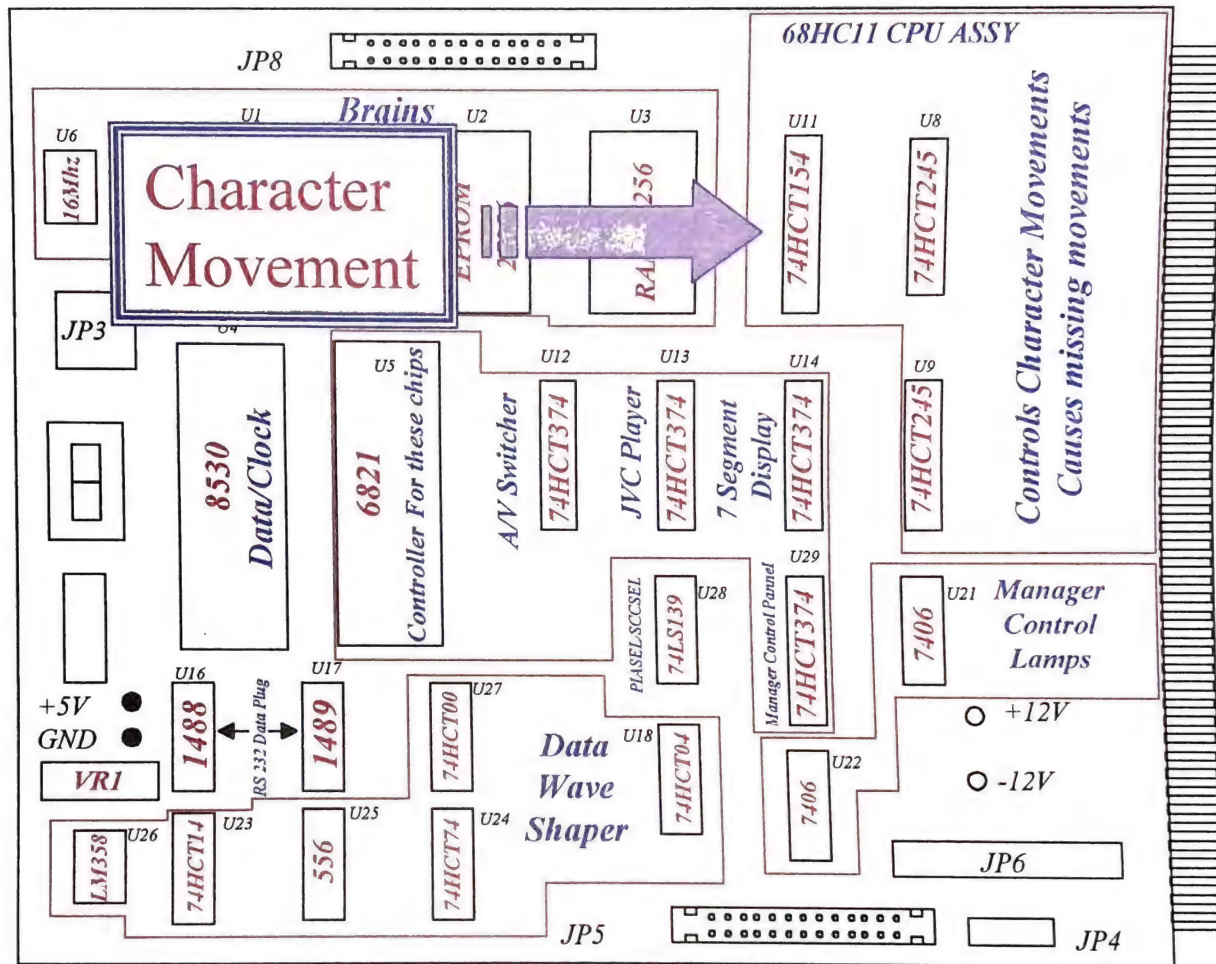 68HC11 CPU ASSY
JP8
Brains
U6
U1
U2
U3
U11
U8
16Mhz
Character
Movement
EPROM
256
74HCT154
74HCT245
Controls Character Movements
Causes missing movements
JP3
U4
U5
U12
U13
U14
U9
8530
Data/Clock
6821
Controller For these chips
A/V Switcher
74HCT374
JVC Player
74HCT374
7 Segment
Display
74HCT374
74HCT245
U28
U29
U21
PIASELSCCSEL
74LS139
Manager Control Pannel
74HCT374
7406
Manager
Control
Lamps
+5V
GND
U16
U17
U27
1488
RS 232 Data Plug
1489
74HCT00
Data
Wave
Shaper
U18
74HCT04
U22
7406
+12V
-12V
VR1
U26
U23
U25
U24
LM358
74HCT14
556
74HCT74
JP6
JP5
JP4